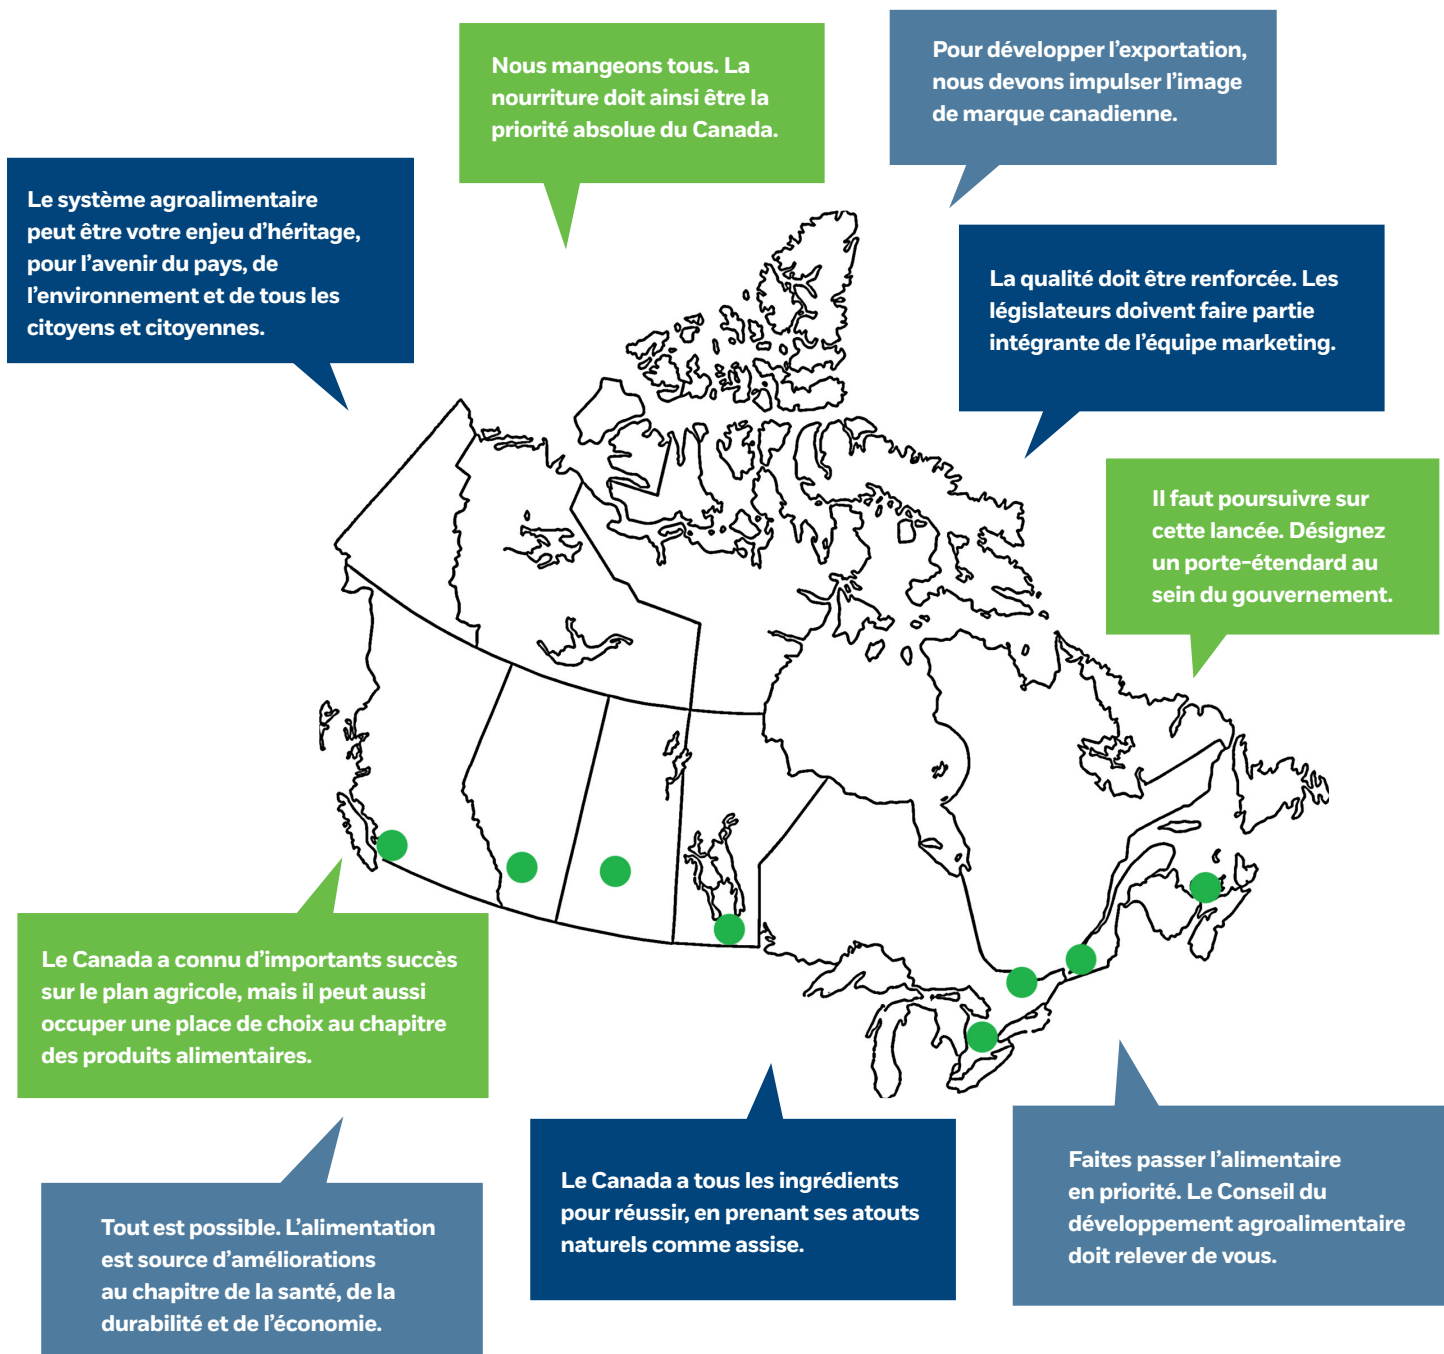 Nous mangeons tous. La
nourriture doit ainsi être la
priorité absolue du Canada.
Pour développer l’exportation,
nous devons impulser l’image
de marque canadienne.
Le système agroalimentaire
peut être votre enjeu d’héritage,
pour l’avenir du pays, de
l’environnement et de tous les
citoyens et citoyennes.
La qualité doit être renforcée. Les
législateurs doivent faire partie
intégrante de l’équipe marketing.
Il faut poursuivre sur
cette lancée. Désignez
un porte-étendard au
sein du gouvernement.
Le Canada a connu d’importants succès
sur le plan agricole, mais il peut aussi
occuper une place de choix au chapitre
des produits alimentaires.
Le Canada a tous les ingrédients
pour réussir, en prenant ses atouts
naturels comme assise.
Faites passer l’alimentaire
en priorité. Le Conseil du
développement agroalimentaire
doit relever de vous.
Tout est possible. L’alimentation
est source d’améliorations
au chapitre de la santé, de la
durabilité et de l’économie.